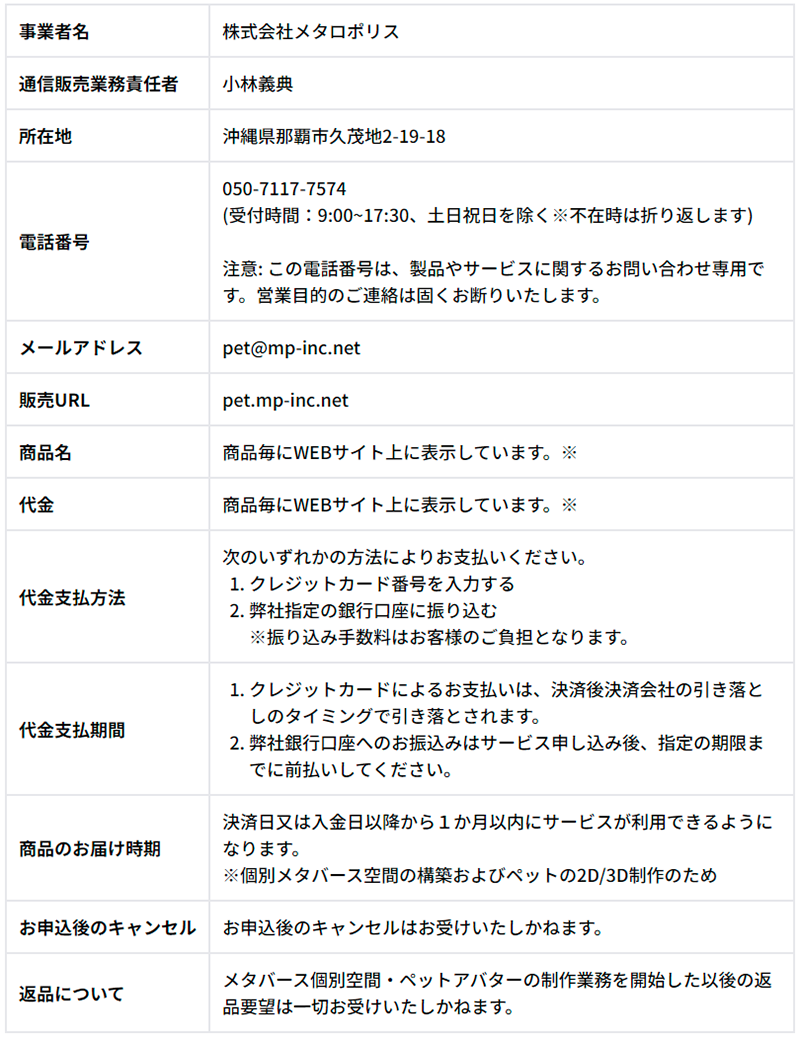 事業者名
株式会社メタロポリス
通信販売業務責任者
小林義典
所在地
沖縄県那覇市久茂地2-19-18
電話番号
050-7117-7574
(受付時間：9:00~17:30、土日祝日を除く※不在時は折り返します)
注意: この電話番号は、製品やサービスに関するお問い合わせ専用で
す。営業目的のご連絡は固くお断りいたします。
メールアドレス
pet@mp-inc.net
販売URL
pet.mp-inc.net
商品名
商品毎にWEBサイト上に表示しています。※
代金
商品毎にWEBサイト上に表示しています。※
代金支払方法
次のいずれかの方法によりお支払いください。
1. クレジットカード番号を入力する
2. 弊社指定の銀行口座に振り込む
※振り込み手数料はお客様のご負担となります。
代金支払期間
1. クレジットカードによるお支払いは、決済後決済会社の引き落と
しのタイミングで引き落とされます。
2. 弊社銀行口座へのお振込みはサービス申し込み後、指定の期限ま
でに前払いしてください。
商品のお届け時期
決済日又は入金日以降から１か月以内にサービスが利用できるように
なります。
※個別メタバース空間の構築およびペットの2D/3D制作のため
お申込後のキャンセル
お申込後のキャンセルはお受けいたしかねます。
返品について
メタバース個別空間・ペットアバターの制作業務を開始した以後の返
品要望は一切お受けいたしかねます。